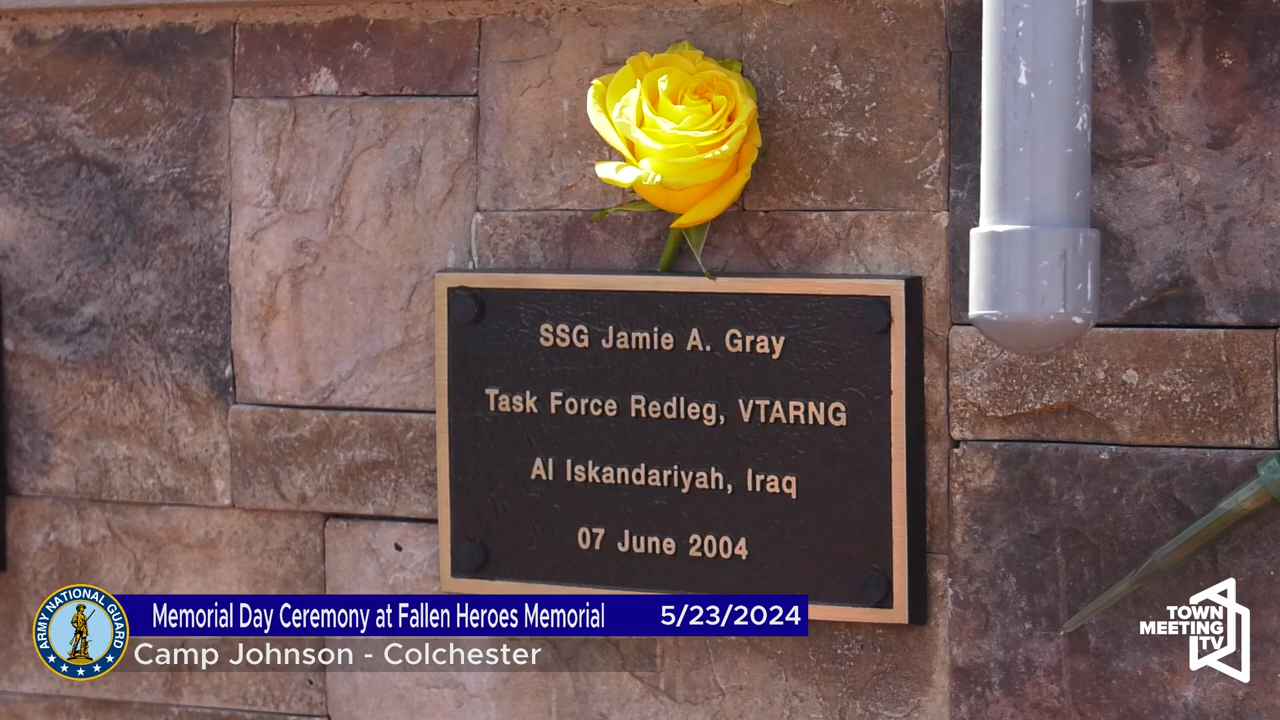 SSG Jamie A. Gray
Task Force Redleg, VTARNG
Al Iskandariyah, Iraq
07 June 2004
Memorial Day Ceremony at Fallen Heroes Memorial 5/23/2024
Camp Johnson - Colchester
ARMY NATIONAL GUARD
TOWN
MEETING
TV